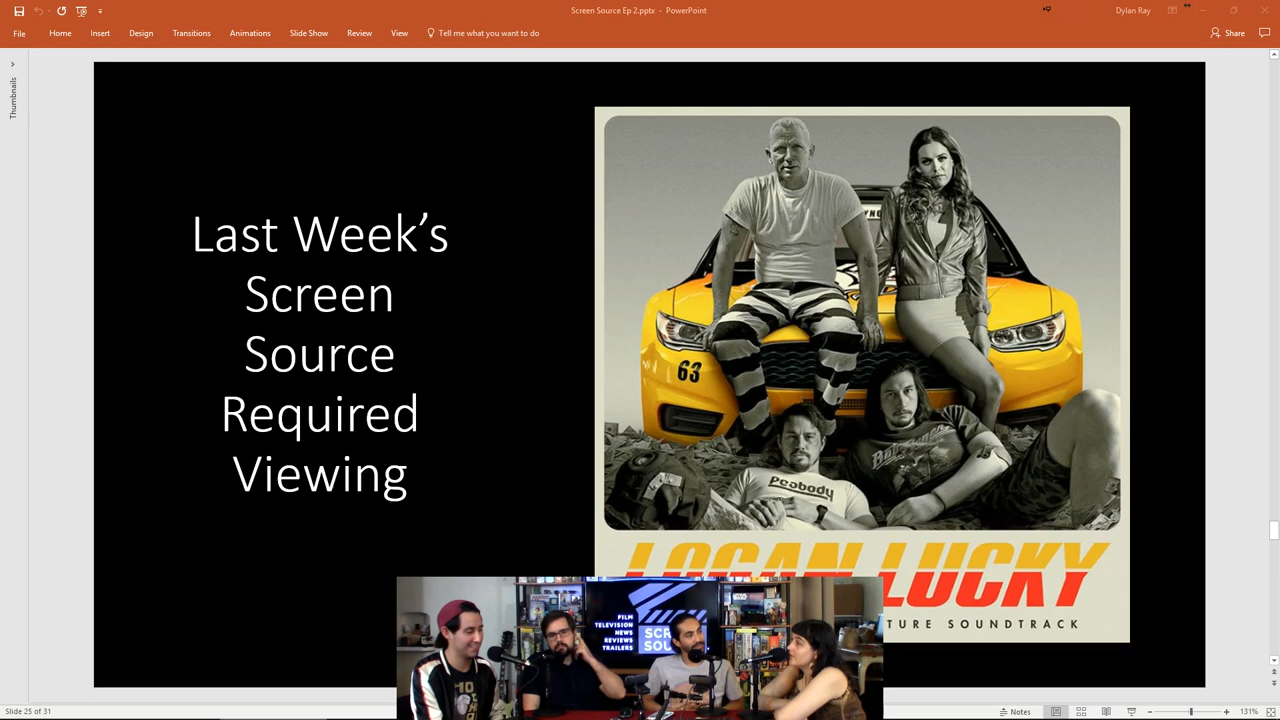 Screen Source Ep 2.pptx - PowerPoint
Dylan Ray
File Home Insert Design Transitions Animations Slide Show Review View Tell me what you want to do
Share
Thumbnails
Last Week’s
Screen
Source
Required
Viewing
63
Peabody
LOGAN LUCKY
TURE SOUNDTRACK
FILM
TELEVISION
NEWS
REVIEWS
TRAILERS
SCR
SOU
Slide 25 of 31
Notes
131%